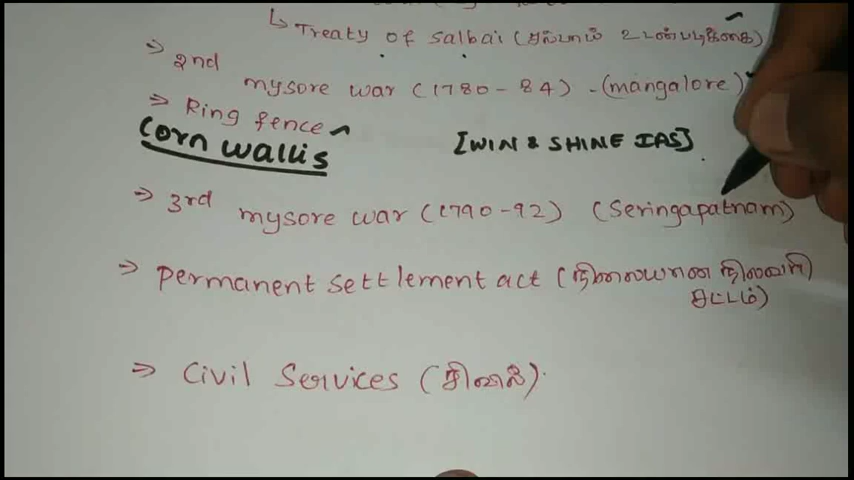 ↳ Treaty of Salbai (சல்பாய் உடன்படிக்கை)
⇒ 2nd mysore war (1780 - 84) - (mangalore)
⇒ Ring fence
Corn wallis
[WIN & SHINE IAS]
⇒ 3rd mysore war (1790-92) (Seringapatnam)
⇒ Permanent Settlement act (நிலையான நிலவரி
சட்டம்)
⇒ Civil Services (சிவில்)